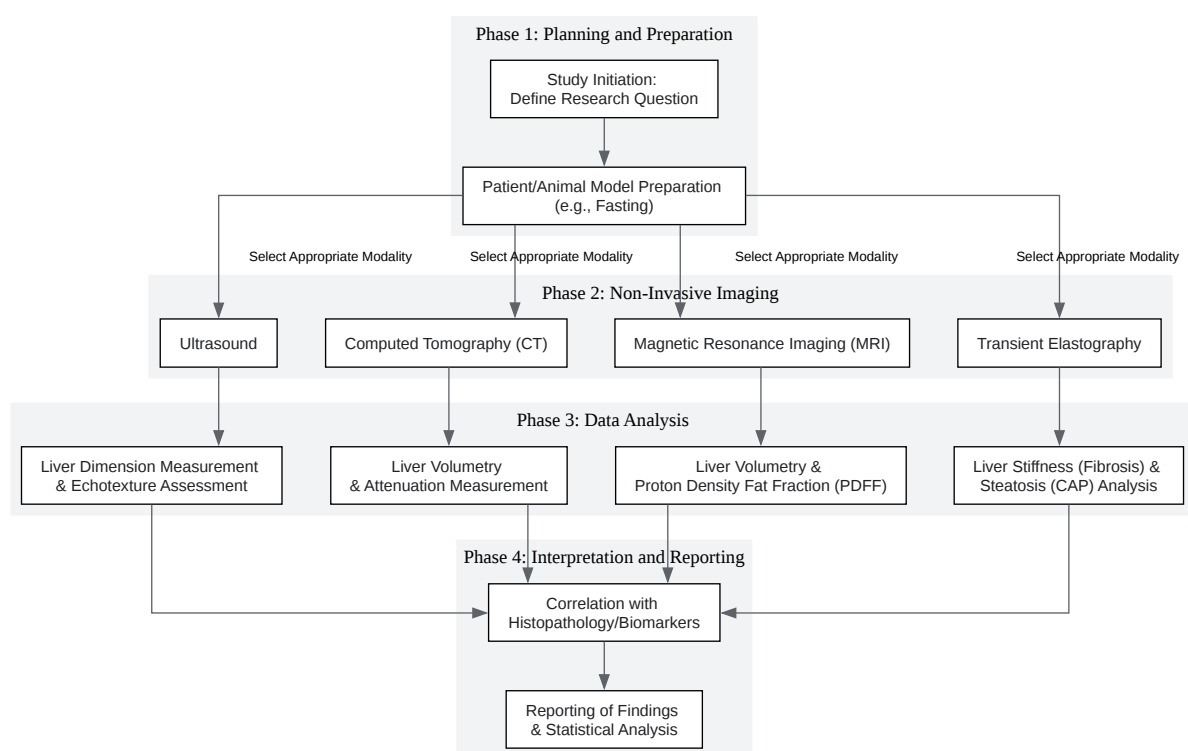 Phase 1: Planning and Preparation
Study Initiation:
Define Research Question
Patient/Animal Model Preparation
(e.g., Fasting)
Select Appropriate Modality
Select Appropriate Modality
Select Appropriate Modality
Select Appropriate Modality
Phase 2: Non-Invasive Imaging
Ultrasound
Computed Tomography (CT)
Magnetic Resonance Imaging (MRI)
Transient Elastography
Phase 3: Data Analysis
Liver Dimension Measurement
& Echotexture Assessment
Liver Volumetry
& Attenuation Measurement
Liver Volumetry &
Proton Density Fat Fraction (PDFF)
Liver Stiffness (Fibrosis) &
Steatosis (CAP) Analysis
Phase 4: Interpretation and Reporting
Correlation with
Histopathology/Biomarkers
Reporting of Findings
& Statistical Analysis